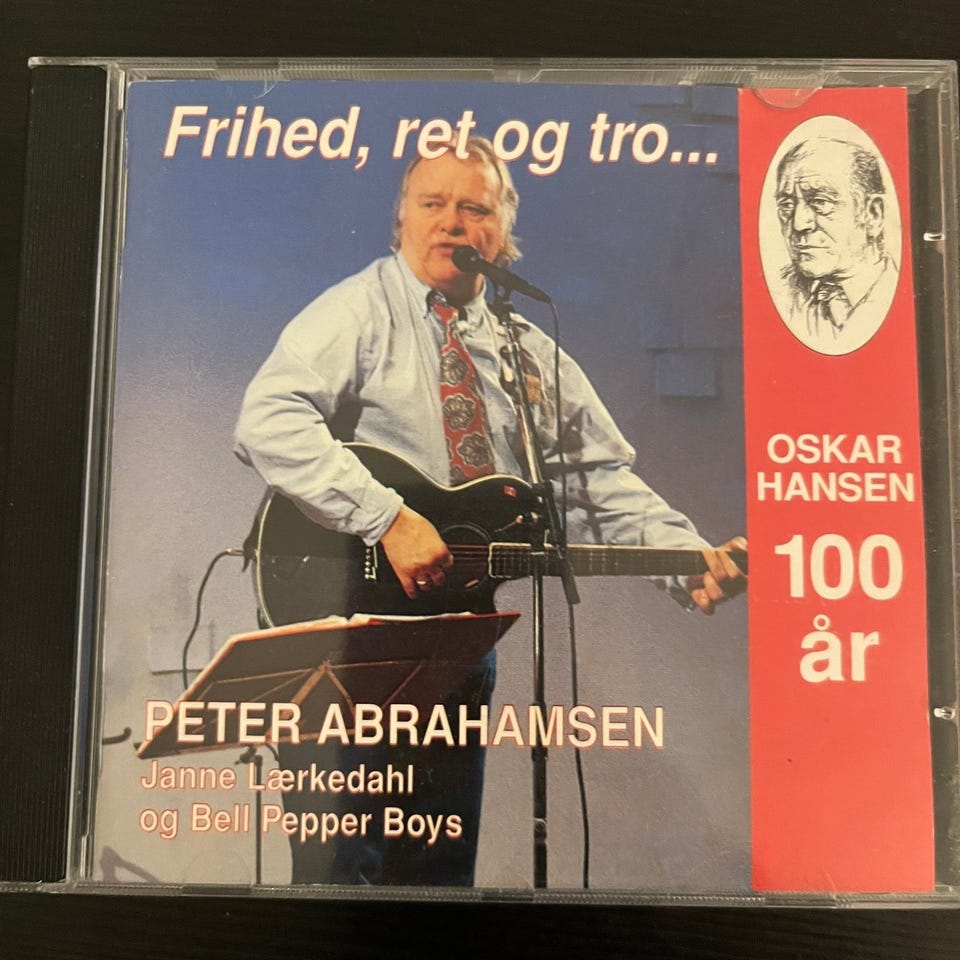 Frihed, ret og tro...
OSKAR
HANSEN
100
år
PETER ABRAHAMSEN
Janne Lærkedahl
og Bell Pepper Boys